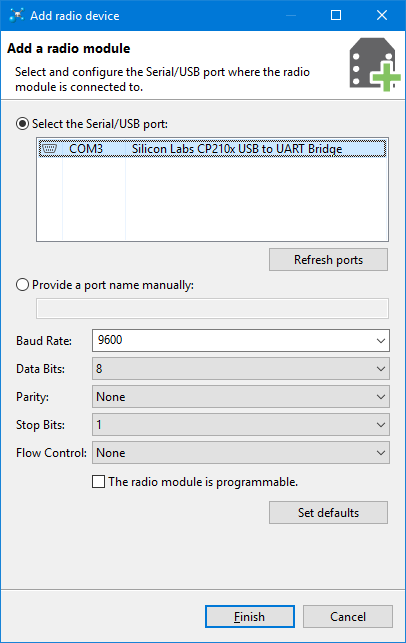 Add radio device
Add a radio module
Select and configure the Serial/USB port where the radio
module is connected to.
Select the Serial/USB port:
COM3 Silicon Labs CP210x USB to UART Bridge
Refresh ports
Provide a port name manually:
Baud Rate: 9600
Data Bits: 8
Parity: None
Stop Bits: 1
Flow Control: None
The radio module is programmable.
Set defaults
Finish Cancel